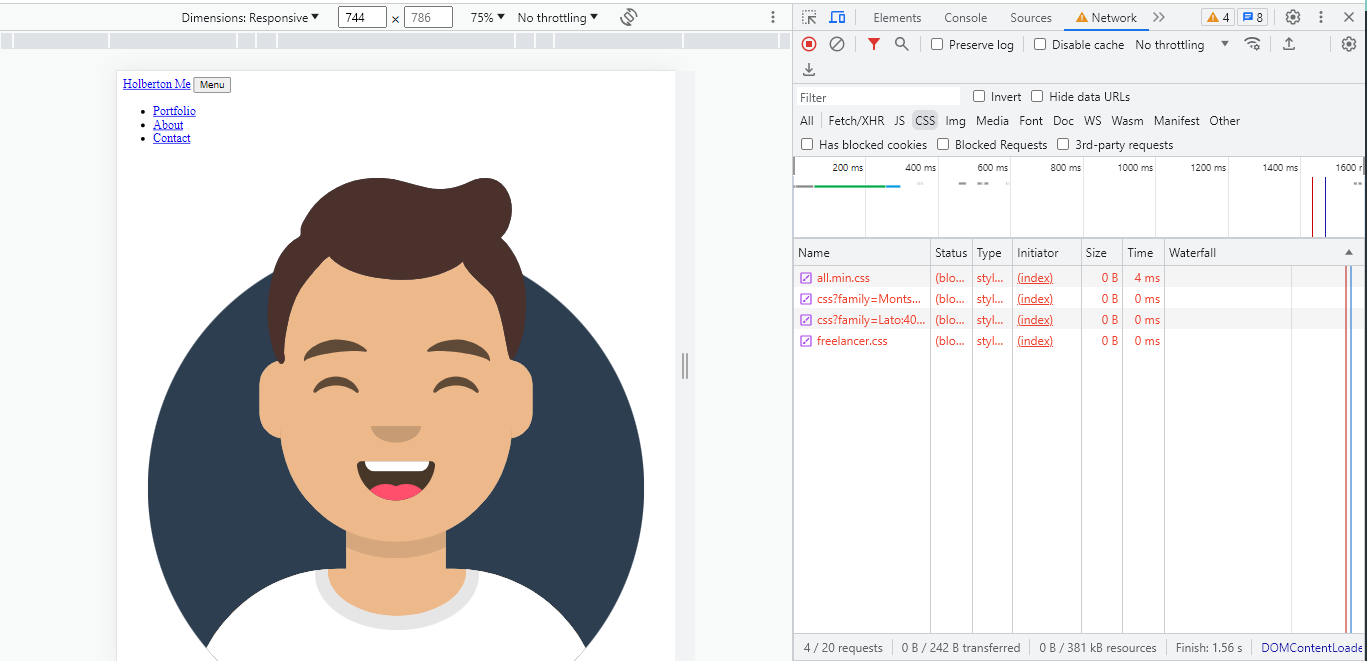 Dimensions: Responsive 744 × 786 75% No throttling
Holberton Me Menu
Portfolio
About
Contact
Elements Console Sources Network 4 8
Preserve log Disable cache No throttling
Filter Invert Hide data URLs
All Fetch/XHR JS CSS Img Media Font Doc WS Wasm Manifest Other
Has blocked cookies Blocked Requests 3rd-party requests
200 ms 400 ms 600 ms 800 ms 1000 ms 1200 ms 1400 ms 1600 r
Name Status Type Initiator Size Time Waterfall
all.min.css (blo... styl... (index) 0 B 4 ms
css?family=Monts... (blo... styl... (index) 0 B 0 ms
css?family=Lato:40... (blo... styl... (index) 0 B 0 ms
freelancer.css (blo... styl... (index) 0 B 0 ms
4 / 20 requests 0 B / 242 B transferred 0 B / 381 kB resources Finish: 1.56 s DOMContentLoade